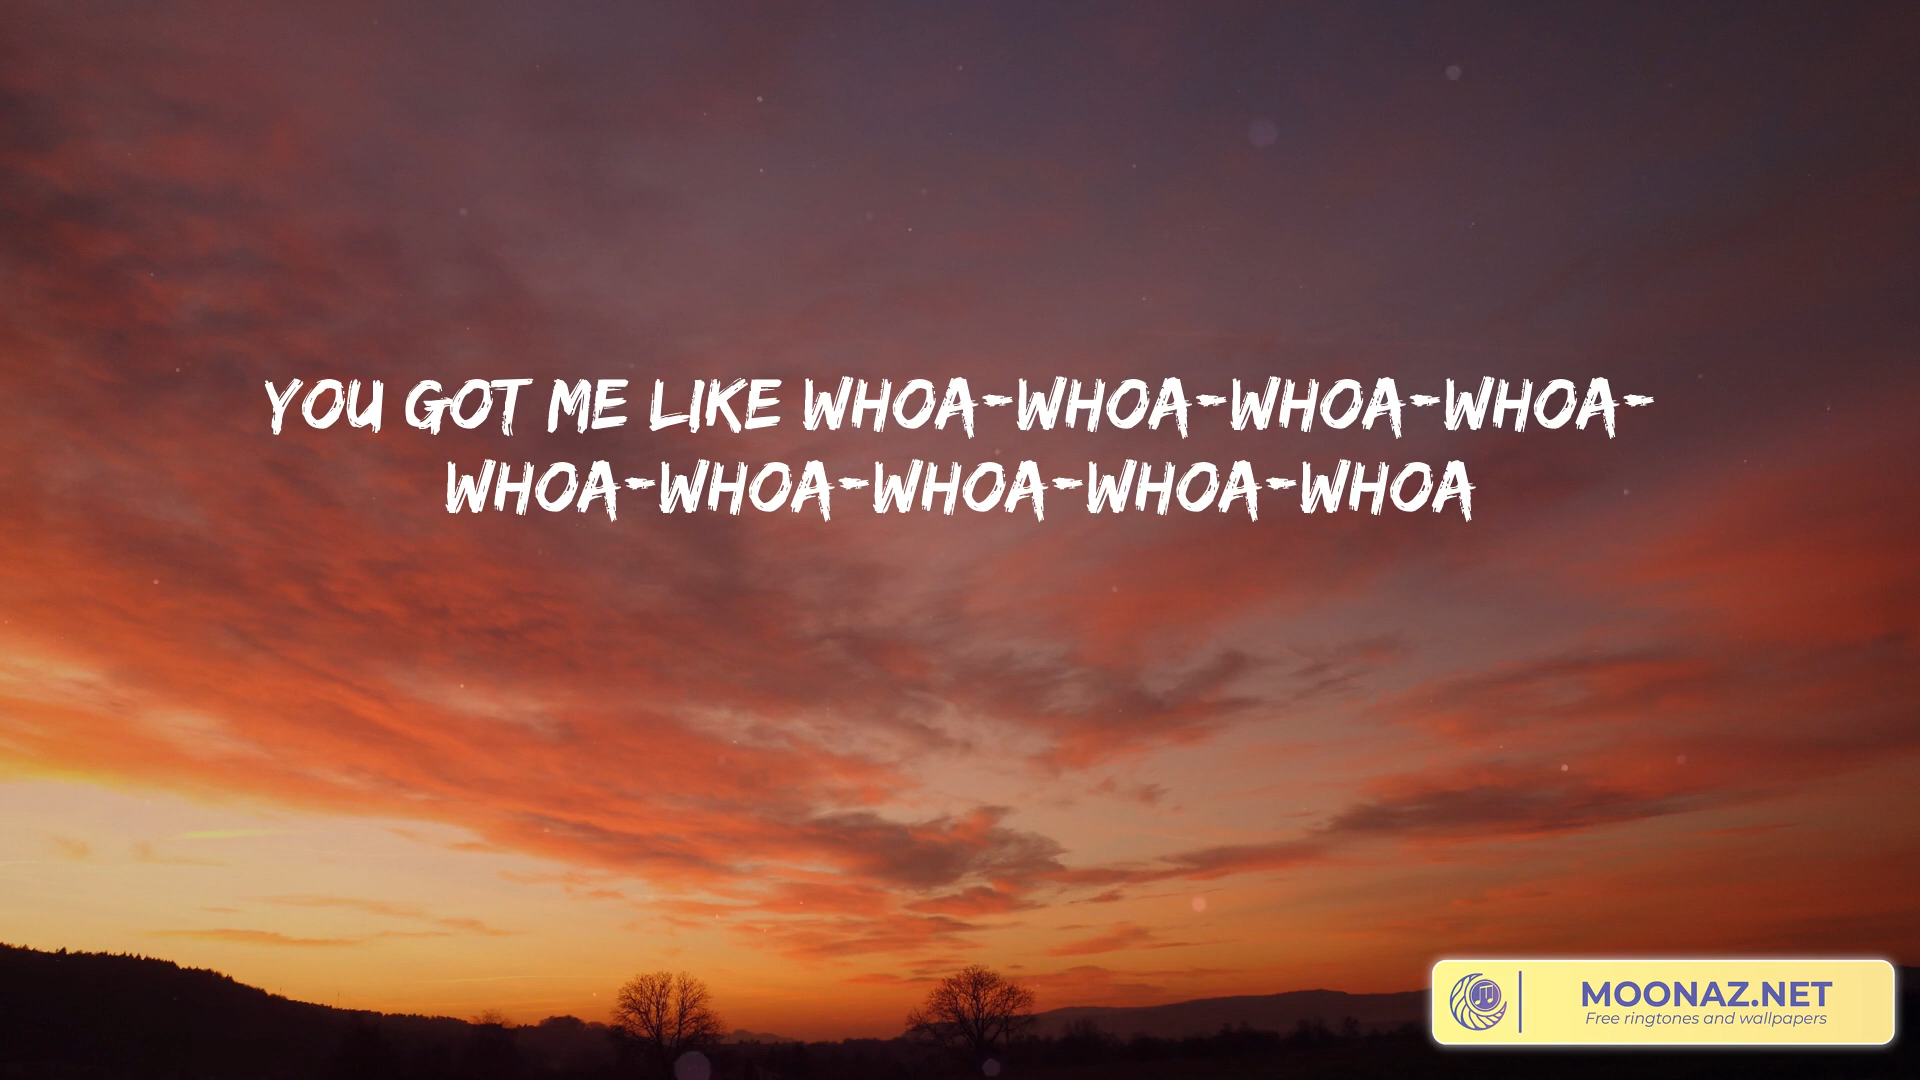 YOU GOT ME LIKE WHOA-WHOA-WHOA-WHOA-
WHOA-WHOA-WHOA-WHOA-WHOA
MOONAZ.NET
Free ringtones and wallpapers